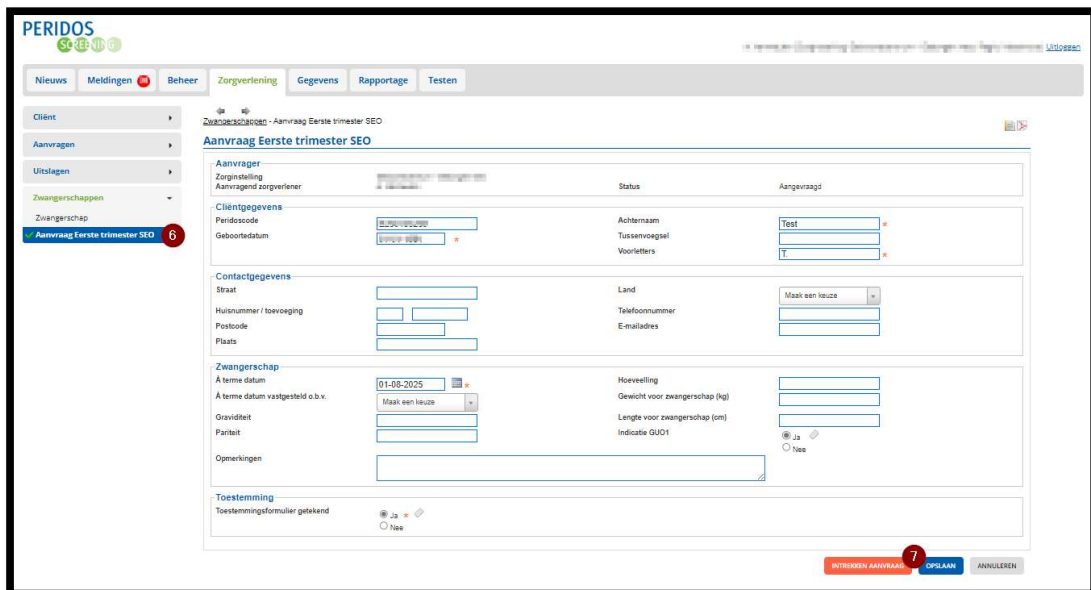 PERIDOS
SCREENING
Uitloggen
Nieuws Meldingen Beheer Zorgverlening Gegevens Rapportage Testen
Cliënt
Aanvragen
Uitslagen
Zwangerschappen
Zwangerschap
Aanvraag Eerste trimester SEO 6
Zwangerschappen - Aanvraag Eerste trimester SEO
Aanvraag Eerste trimester SEO
Aanvrager
Zorginstelling
Aanvragend zorgverlener Status Aangevraagd
Cliëntgegevens
Peridoscode Achternaam Test *
Geboortedatum * Tussenvoegsel
Voorletters T. *
Contactgegevens
Straat Land Maak een keuze
Huisnummer / toevoeging Telefoonnummer
Postcode E-mailadres
Plaats
Zwangerschap
À terme datum 01-08-2025 * Hoeveelling
À terme datum vastgesteld o.b.v. Maak een keuze Gewicht voor zwangerschap (kg)
Graviditeit Lengte voor zwangerschap (cm)
Pariteit Indicatie GUO1 Ja
Nee
Opmerkingen
Toestemming
Toestemmingsformulier getekend Ja *
Nee
7
INTREKKEN AANVRAAG OPSLAAN ANNULEREN